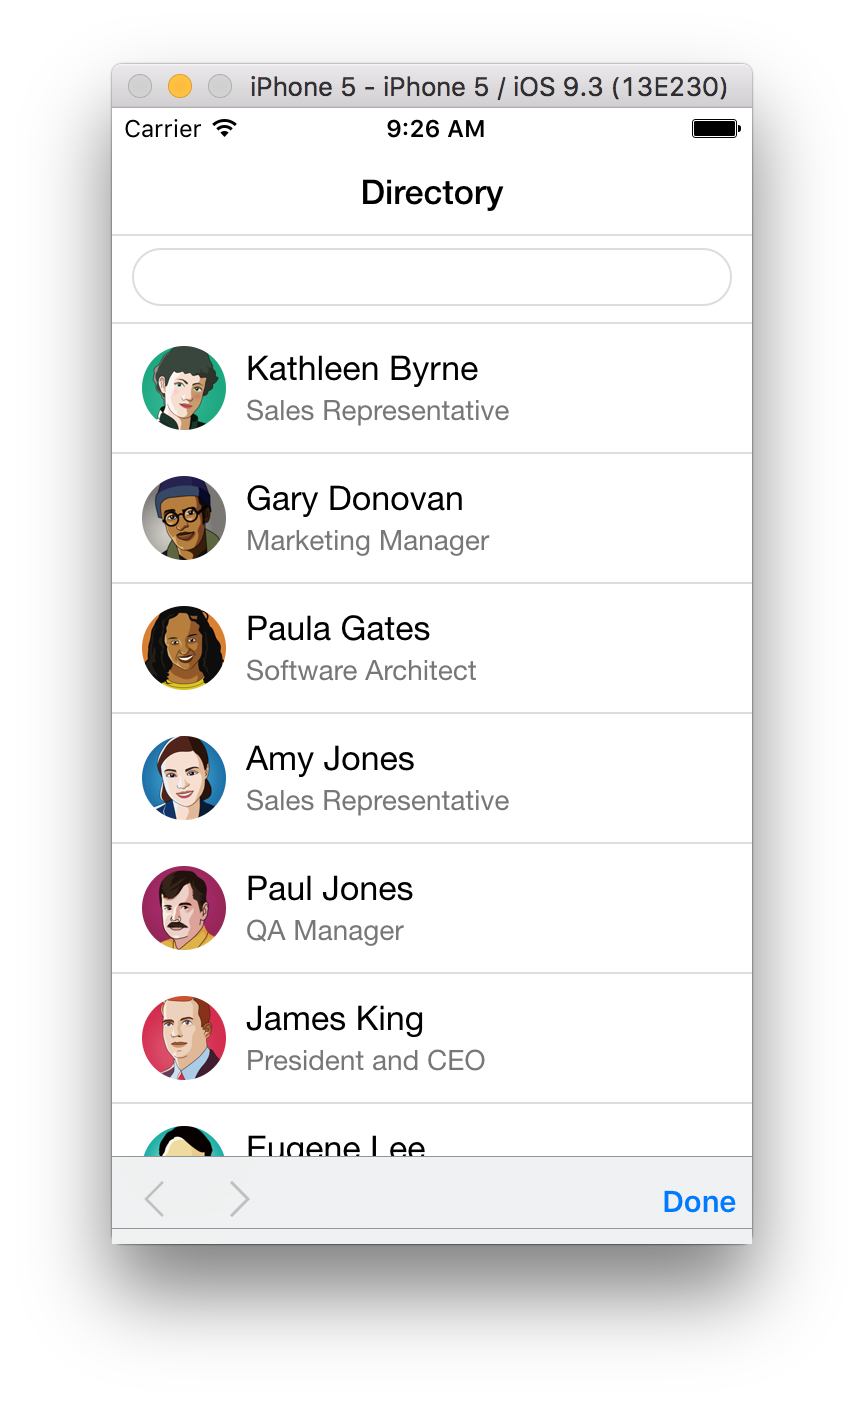 iPhone 5 - iPhone 5 / iOS 9.3 (13E230)
Carrier 9:26 AM
Directory
Kathleen Byrne
Sales Representative
Gary Donovan
Marketing Manager
Paula Gates
Software Architect
Amy Jones
Sales Representative
Paul Jones
QA Manager
James King
President and CEO
Eugene Lee
Done